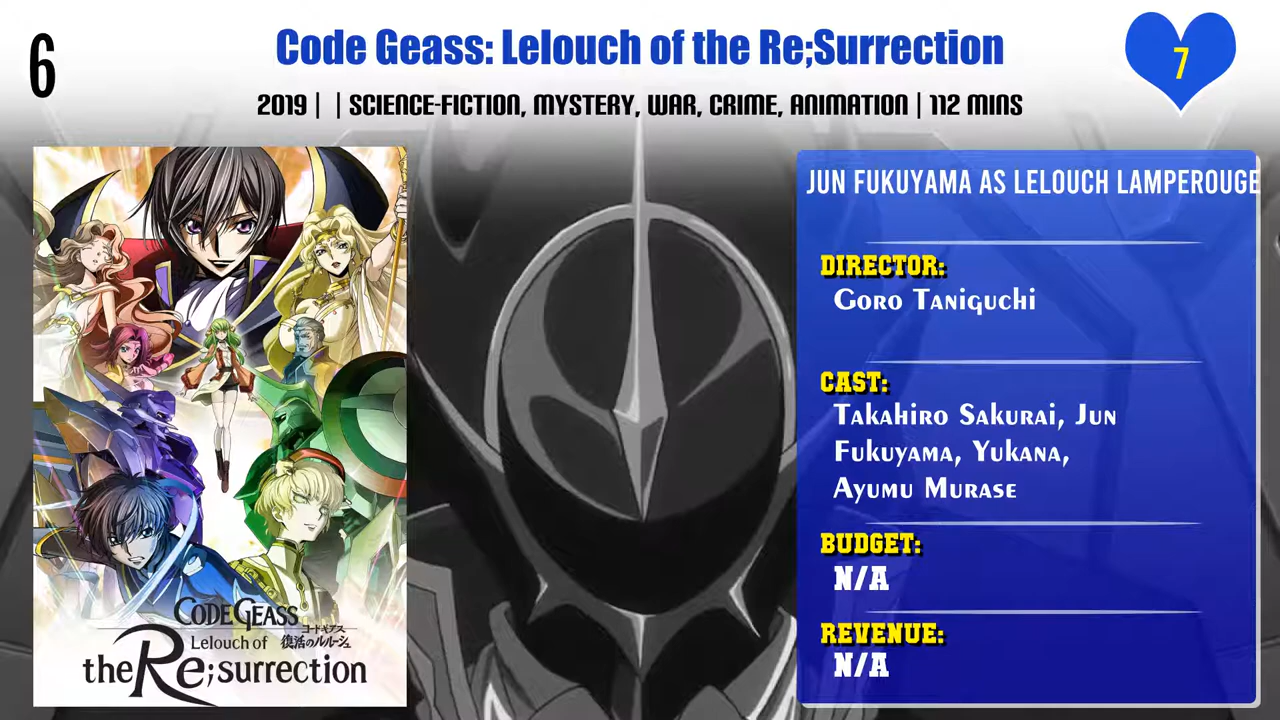 6
Code Geass: Lelouch of the Re;Surrection
7
2019 | | SCIENCE-FICTION, MYSTERY, WAR, CRIME, ANIMATION | 112 MINS
JUN FUKUYAMA AS LELOUCH LAMPEROUGE
DIRECTOR:
Goro Taniguchi
CAST:
Takahiro Sakurai, Jun
Fukuyama, Yukana,
Ayumu Murase
BUDGET:
N/A
REVENUE:
N/A
CODE GEASS
コードギアス
Lelouch of 復活のルルーシュ
the Re;surrection